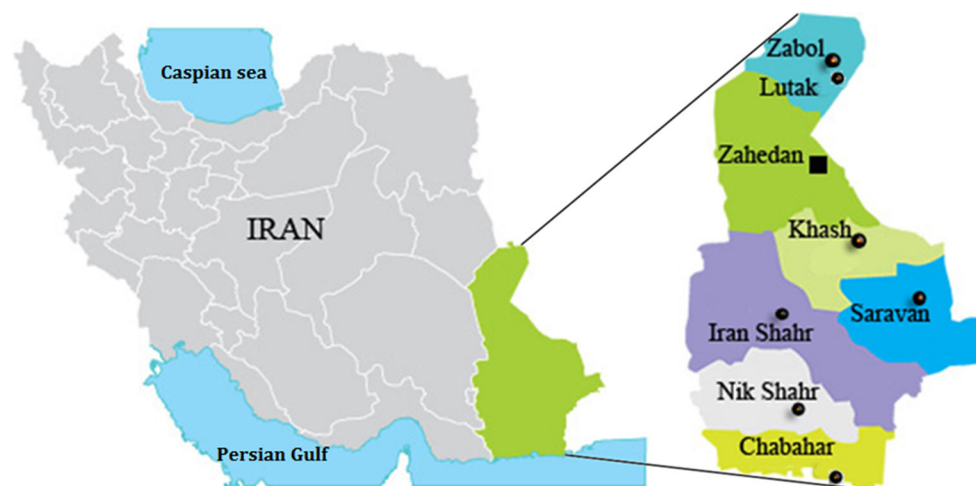 Caspian sea
IRAN
Persian Gulf
Zabol
Lutak
Zahedan
Khash
Saravan
Iran Shahr
Nik Shahr
Chabahar